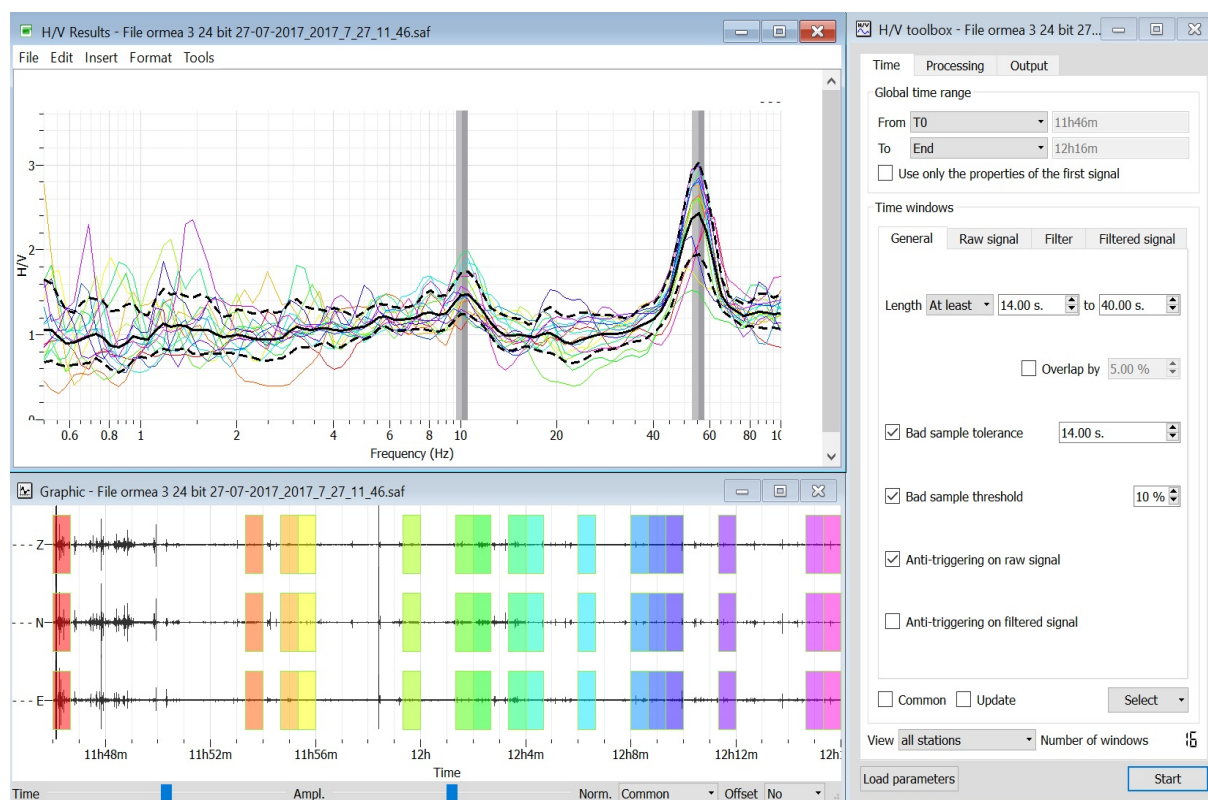 H/V Results - File ormea 3 24 bit 27-07-2017_2017_7_27_11_46.saf
File Edit Insert Format Tools
---
3
2
1
0
H/V
0.6 0.8 1 2 4 6 8 10 20 40 60 80 10
Frequency (Hz)
Graphic - File ormea 3 24 bit 27-07-2017_2017_7_27_11_46.saf
--- Z
--- N
--- E
11h48m 11h52m 11h56m 12h 12h4m 12h8m 12h12m 12h
Time
Time Ampl. Norm. Common Offset No
H/V toolbox - File ormea 3 24 bit 27...
Time Processing Output
Global time range
From T0 11h46m
To End 12h16m
Use only the properties of the first signal
Time windows
General Raw signal Filter Filtered signal
Length At least 14.00 s. to 40.00 s.
Overlap by 5.00 %
Bad sample tolerance 14.00 s.
Bad sample threshold 10 %
Anti-triggering on raw signal
Anti-triggering on filtered signal
Common Update Select
View all stations Number of windows 16
Load parameters Start